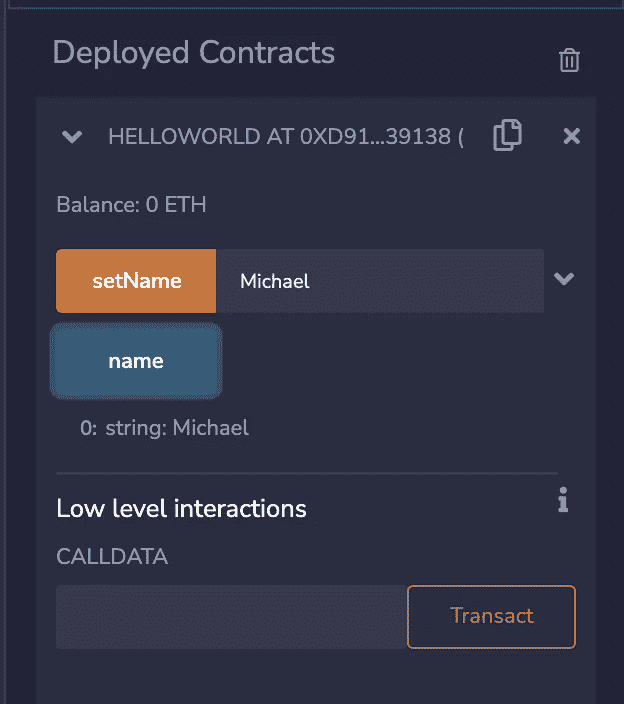 Deployed Contracts
HELLOWORLD AT 0XD91...39138 (
Balance: 0 ETH
setName Michael
name
0: string: Michael
Low level interactions
CALLDATA
Transact